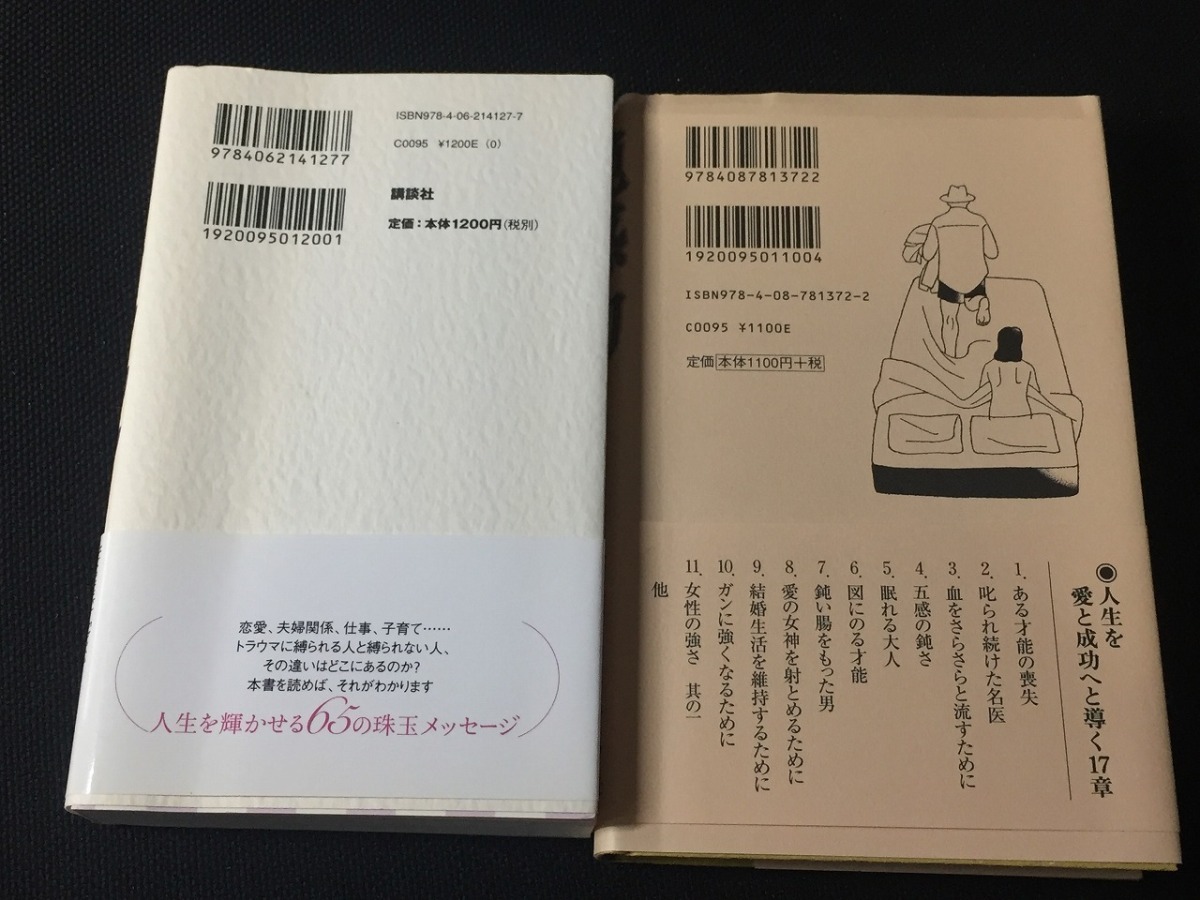 ISBN978-4-06-214127-7
9784062141277
C0095 ¥1200E (0)
講談社
1920095012001
定価：本体1200円（税別）
恋愛、夫婦関係、仕事、子育て……
トラウマに縛られる人と縛られない人、
その違いはどこにあるのか?
本書を読めば、それがわかります
人生を輝かせる65の珠玉メッセージ
9784087813722
1920095011004
ISBN978-4-08-781372-2
C0095 ¥1100E
定価 本体1100円+税
◉人生を
愛と成功へと導く17章
1. ある才能の喪失
2. 叱られ続けた名医
3. 血をさらさらと流すために
4. 五感の鈍さ
5. 眠れる大人
6. 図にのる才能
7. 鈍い腸をもった男
8. 愛の女神を射とめるために
9. 結婚生活を維持するために
10. ガンに強くなるために
11. 女性の強さ 其の一
他